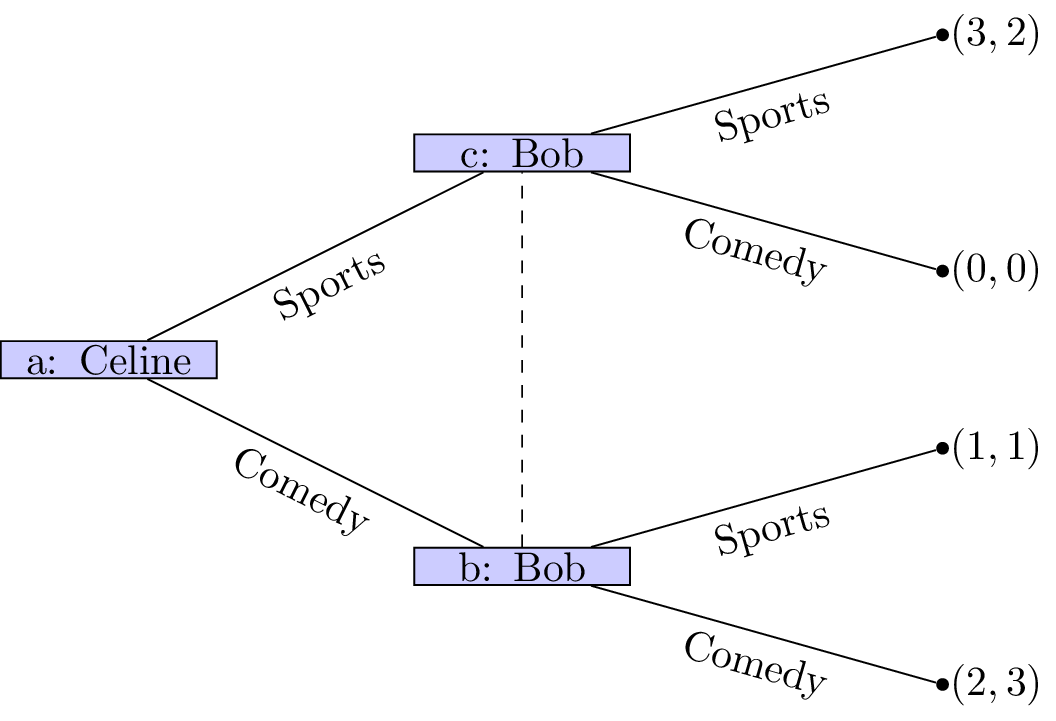 (3, 2)
Sports
c: Bob
Comedy
(0, 0)
Sports
a: Celine
Comedy
(1, 1)
Sports
b: Bob
Comedy
(2, 3)